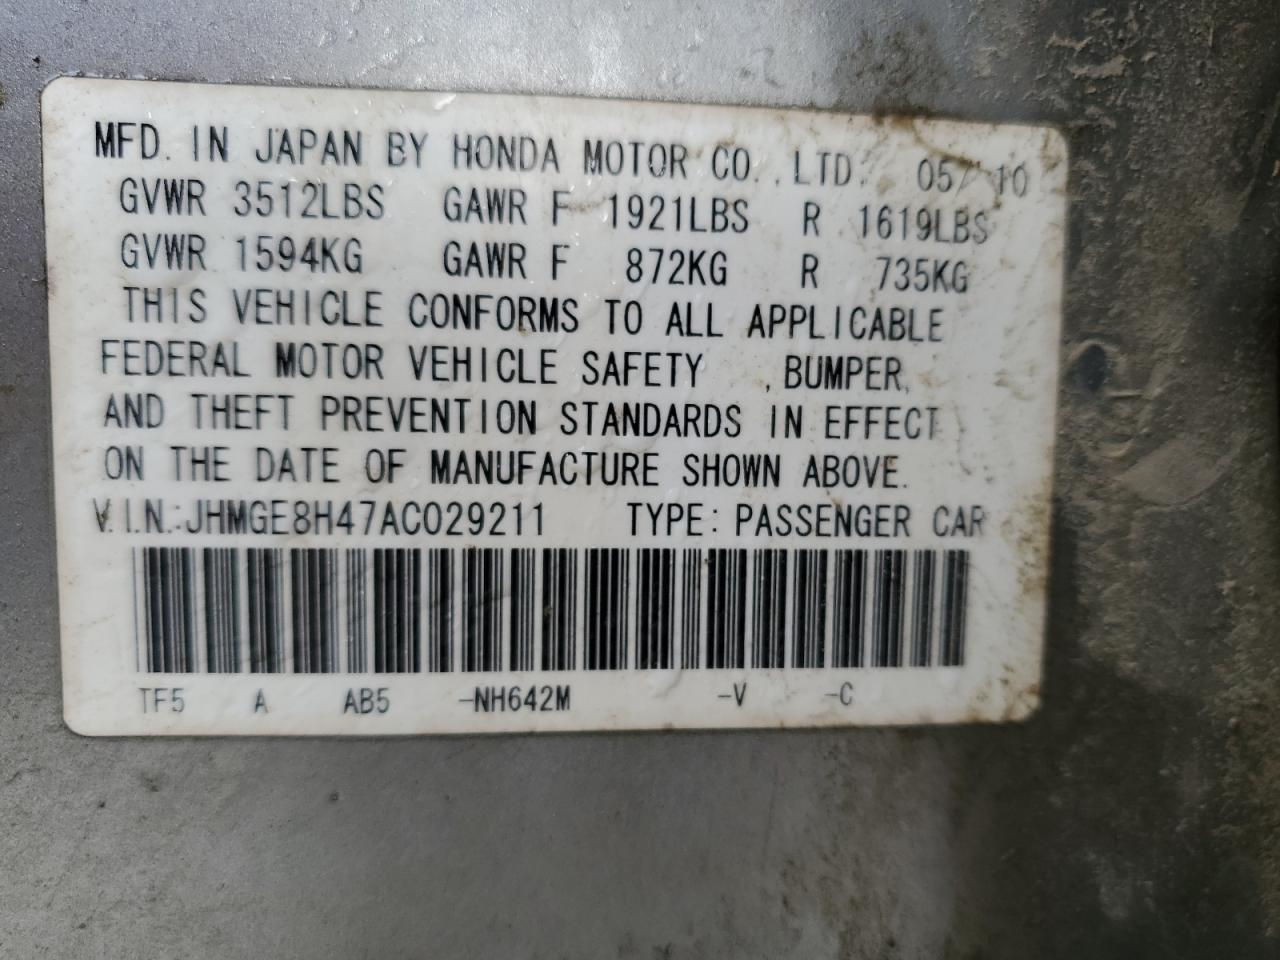 MFD. IN JAPAN BY HONDA MOTOR CO., LTD. 05/10
GVWR 3512LBS GAWR F 1921LBS R 1619LBS
GVWR 1594KG GAWR F 872KG R 735KG
THIS VEHICLE CONFORMS TO ALL APPLICABLE
FEDERAL MOTOR VEHICLE SAFETY , BUMPER,
AND THEFT PREVENTION STANDARDS IN EFFECT
ON THE DATE OF MANUFACTURE SHOWN ABOVE.
V.I.N.:JHMGE8H47AC029211 TYPE: PASSENGER CAR
TF5 A AB5 -NH642M -V -C